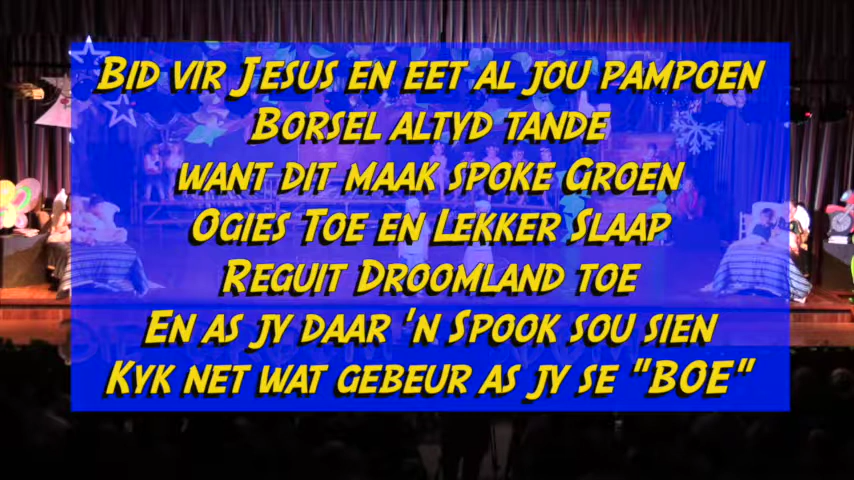 Bid vir Jesus en eet al jou pampoen
Borsel altyd tande
want dit maak spoke Groen
Ogies Toe en Lekker Slaap
Reguit Droomland toe
En as jy daar 'n Spook sou sien
Kyk net wat gebeur as jy se "BOE"